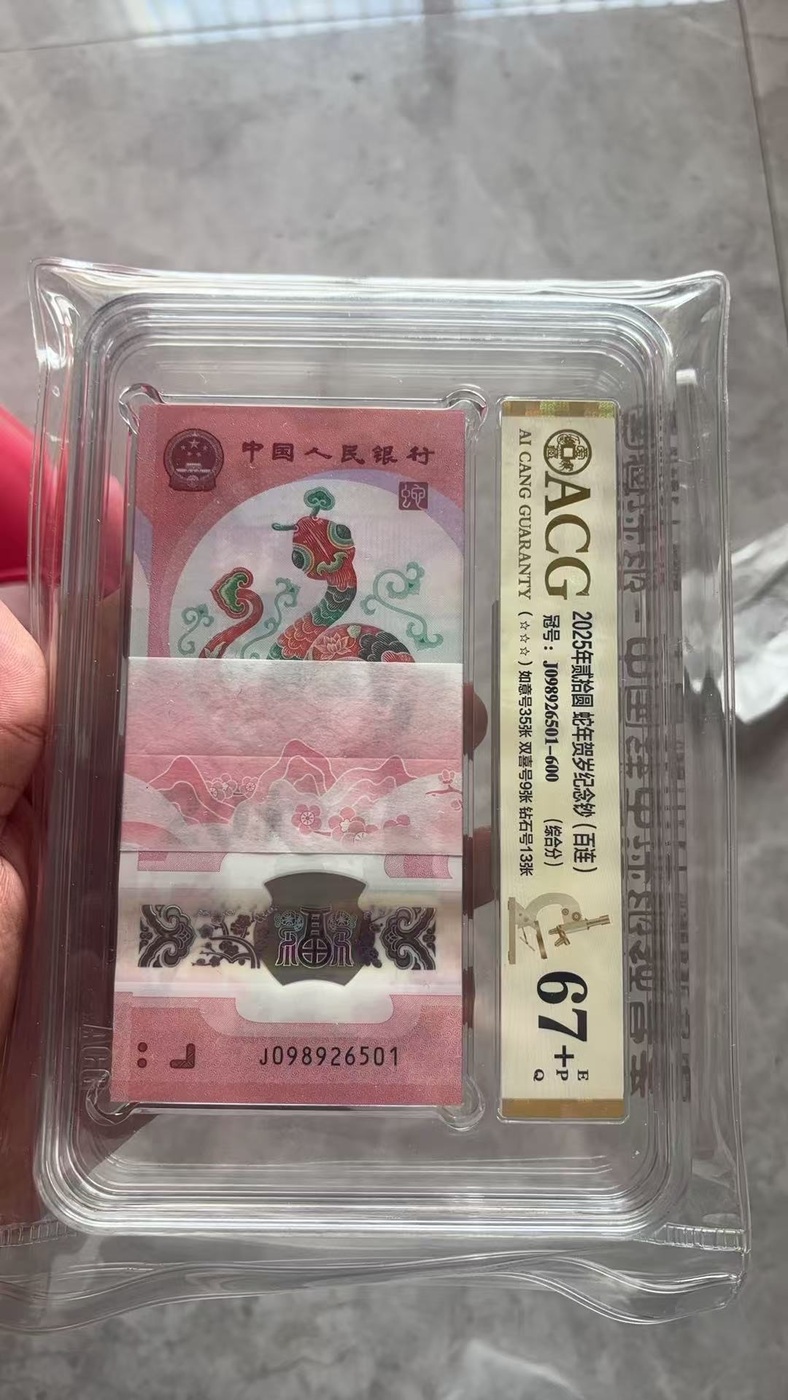 中国人民银行
J098926501
ACG
AI CANG GUARANTY
2025年贰拾圆 蛇年贺岁纪念钞（百连）
冠号：J098926501-600 （综合分）
（☆☆☆）如意号35张 双喜号9张 钻石号13张
67+
E
P
Q